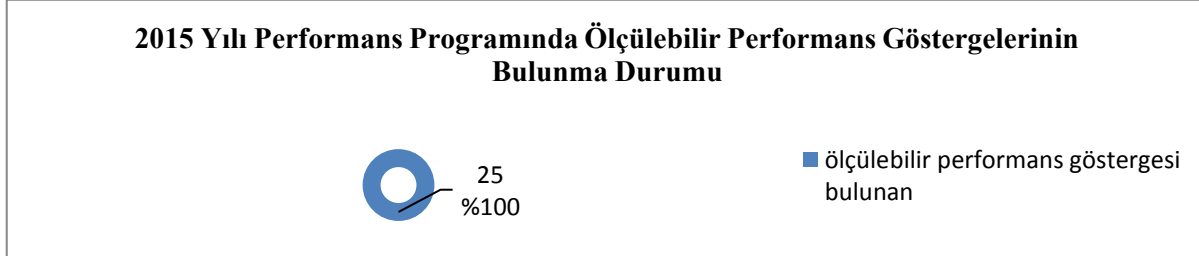 2015 Yılı Performans Programında Ölçülebilir Performans Göstergelerinin
Bulunma Durumu
25
%100
ölçülebilir performans göstergesi
bulunan